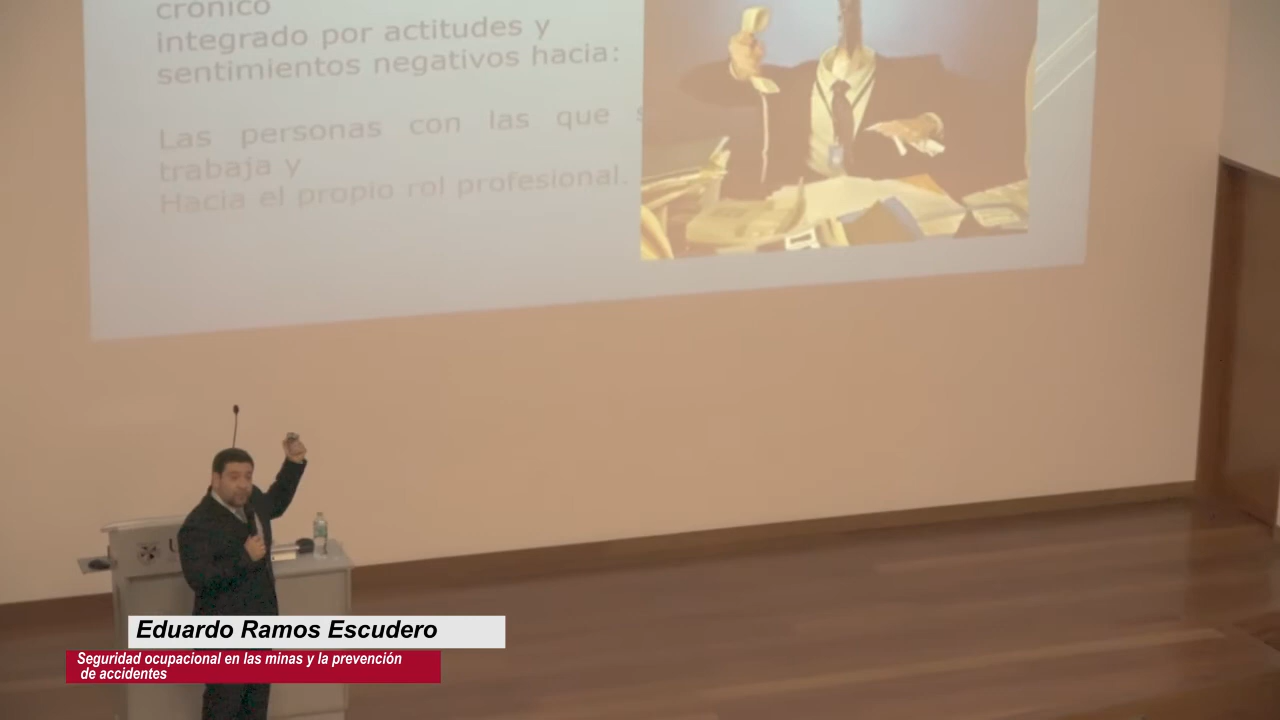 crónico
integrado por actitudes y
sentimientos negativos hacia:
Las personas con las que s
trabaja y
Hacia el propio rol profesional.
U
Eduardo Ramos Escudero
Seguridad ocupacional en las minas y la prevención
de accidentes